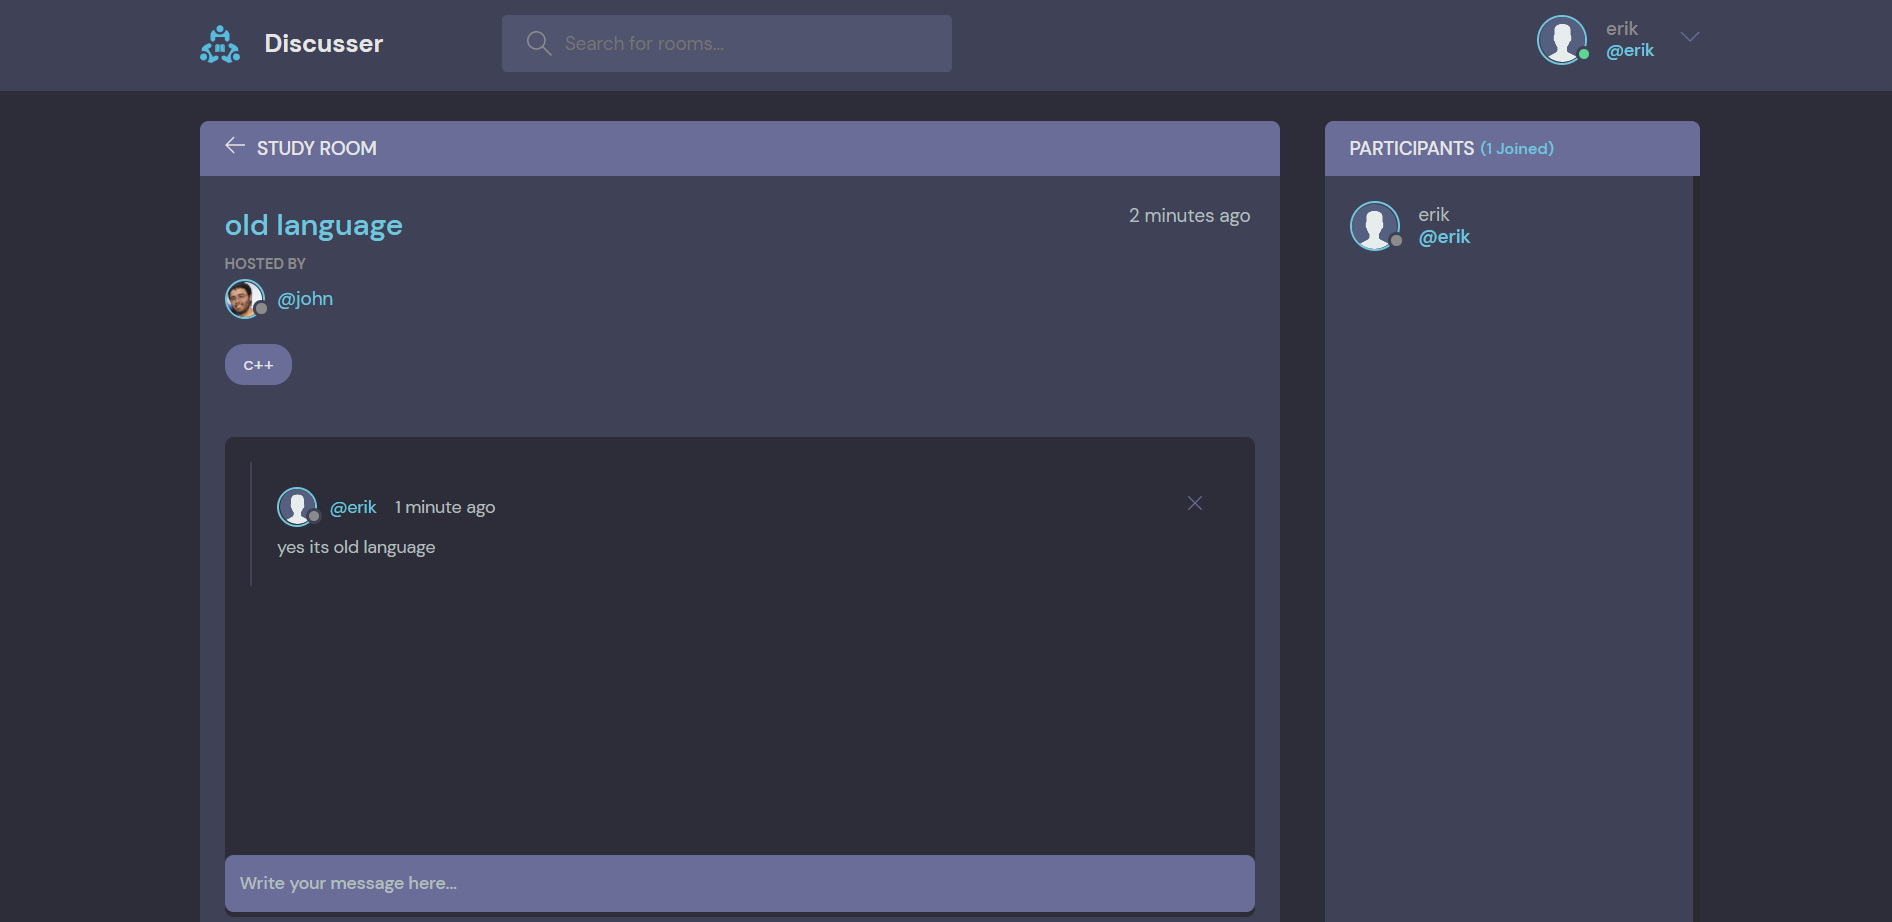 Discusser
Search for rooms...
erik
@erik
STUDY ROOM
old language
2 minutes ago
HOSTED BY
@john
c++
@erik 1 minute ago
yes its old language
Write your message here...
PARTICIPANTS (1 Joined)
erik
@erik